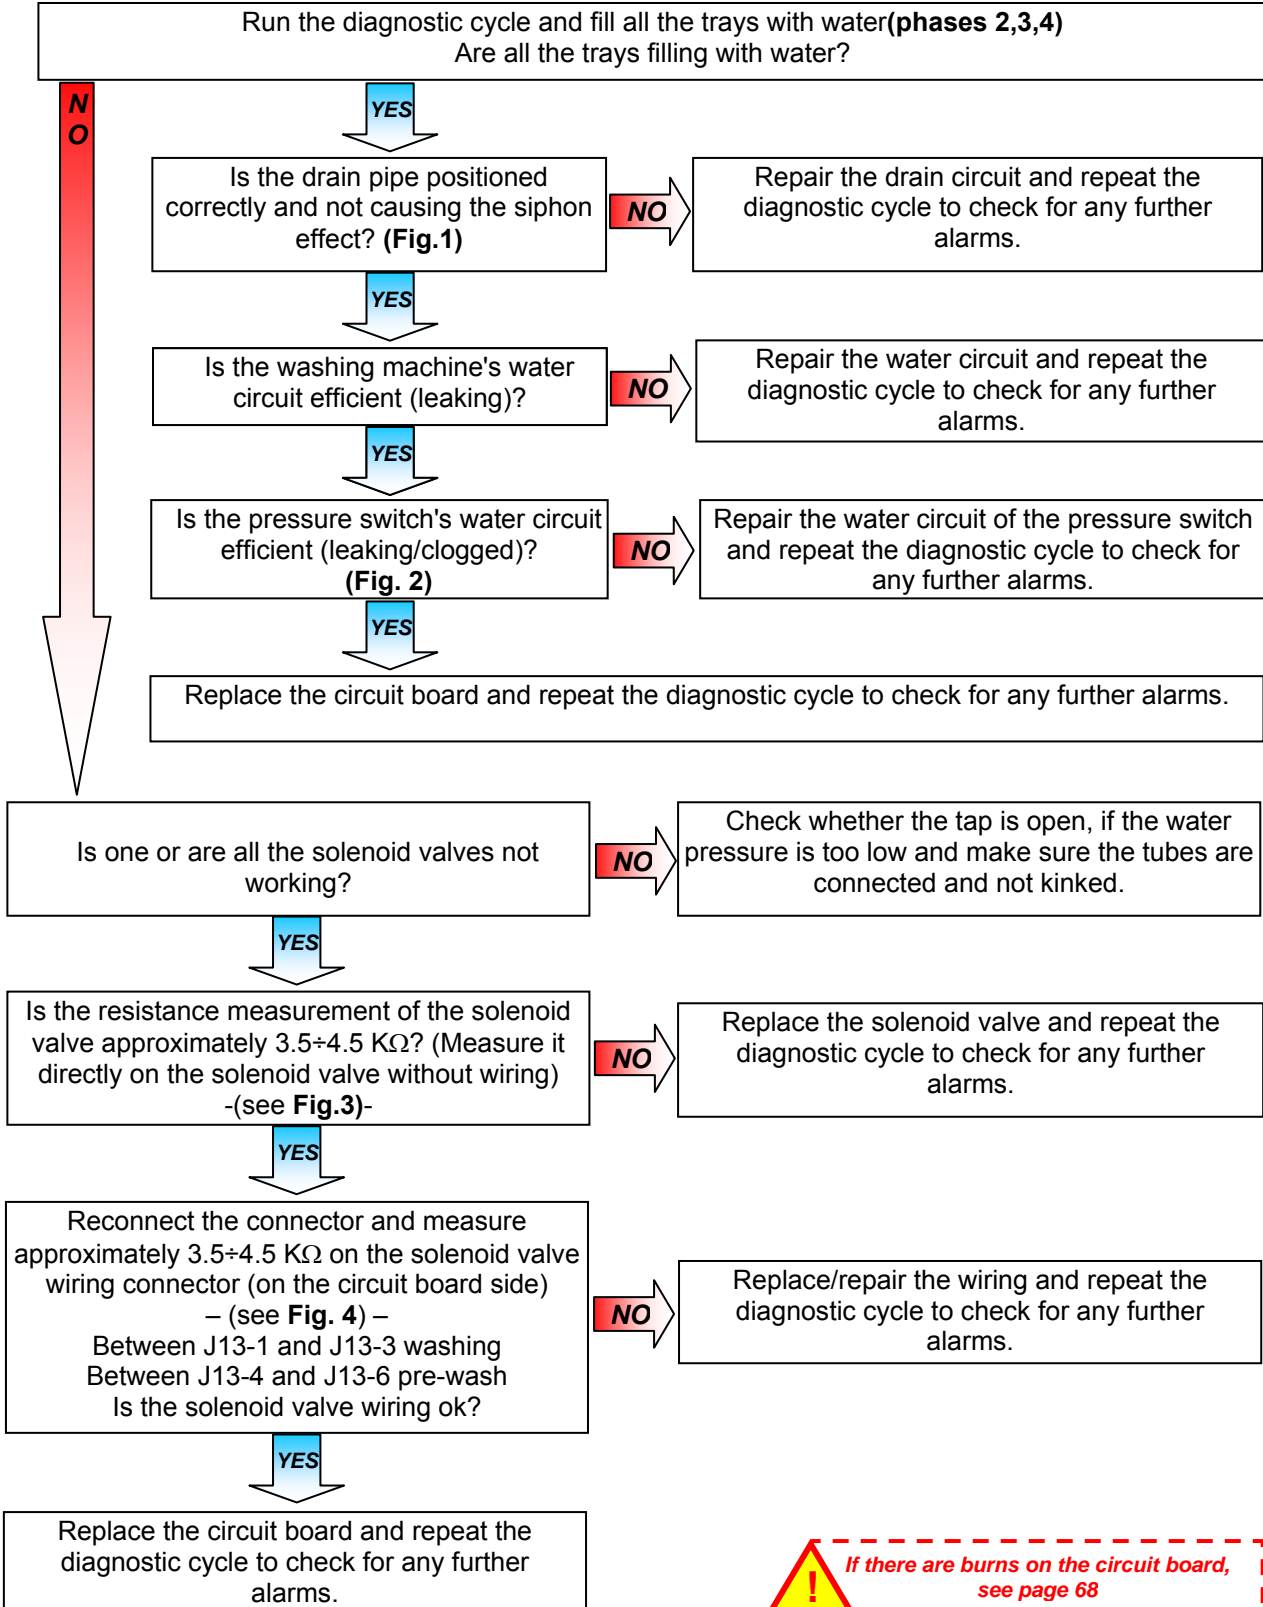 Run the diagnostic cycle and fill all the trays with water(phases 2,3,4)
Are all the trays filling with water?
N
O
YES
Is the drain pipe positioned
correctly and not causing the siphon
effect? (Fig.1)
NO
Repair the drain circuit and repeat the
diagnostic cycle to check for any further
alarms.
YES
Is the washing machine's water
circuit efficient (leaking)?
NO
Repair the water circuit and repeat the
diagnostic cycle to check for any further
alarms.
YES
Is the pressure switch's water circuit
efficient (leaking/clogged)?
(Fig. 2)
NO
Repair the water circuit of the pressure switch
and repeat the diagnostic cycle to check for
any further alarms.
YES
Replace the circuit board and repeat the diagnostic cycle to check for any further alarms.
Is one or are all the solenoid valves not
working?
NO
Check whether the tap is open, if the water
pressure is too low and make sure the tubes are
connected and not kinked.
YES
Is the resistance measurement of the solenoid
valve approximately 3.5÷4.5 KΩ? (Measure it
directly on the solenoid valve without wiring)
-(see Fig.3)-
NO
Replace the solenoid valve and repeat the
diagnostic cycle to check for any further
alarms.
YES
Reconnect the connector and measure
approximately 3.5÷4.5 KΩ on the solenoid valve
wiring connector (on the circuit board side)
– (see Fig. 4) –
Between J13-1 and J13-3 washing
Between J13-4 and J13-6 pre-wash
Is the solenoid valve wiring ok?
NO
Replace/repair the wiring and repeat the
diagnostic cycle to check for any further
alarms.
YES
Replace the circuit board and repeat the
diagnostic cycle to check for any further
alarms.
!
If there are burns on the circuit board,
see page 68